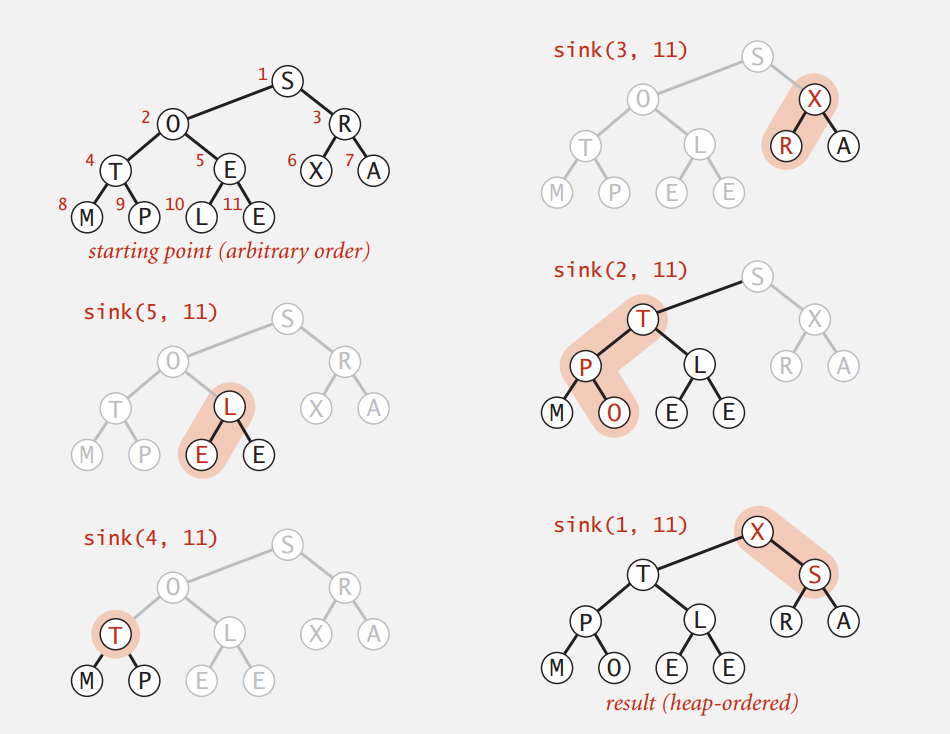 1 S
2 O 3 R
4 T 5 E 6 X 7 A
8 M 9 P 10 L 11 E
starting point (arbitrary order)
sink(5, 11)
S
O R
T L X A
M P E E
sink(4, 11)
S
O R
T L X A
M P E E
sink(3, 11)
S
O X
T L R A
M P E E
sink(2, 11)
S
T X
P L R A
M O E E
sink(1, 11)
X
T S
P L R A
M O E E
result (heap-ordered)